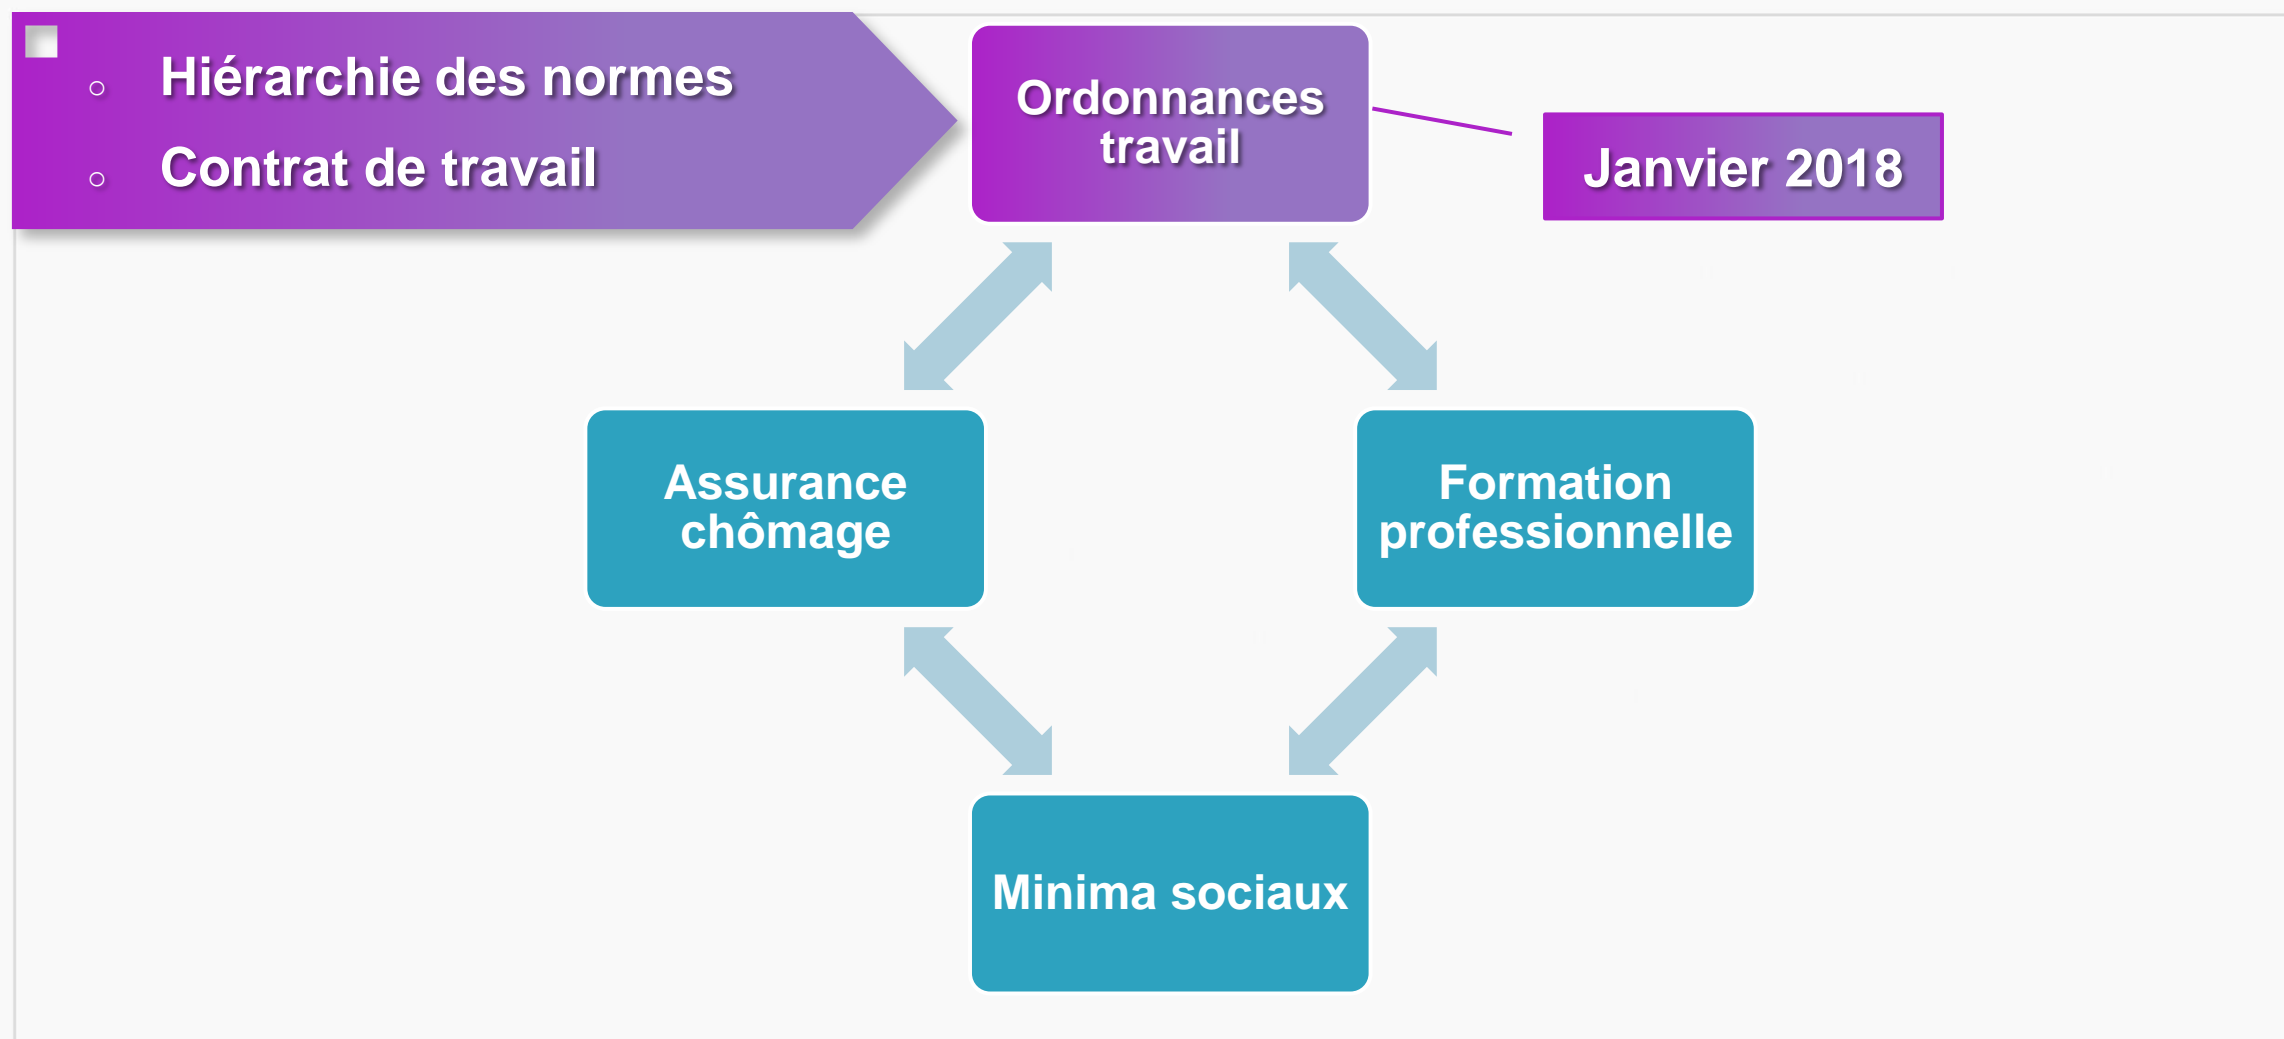 ○ Hiérarchie des normes
○ Contrat de travail
Ordonnances
travail
Janvier 2018
Assurance
chômage
Formation
professionnelle
Minima sociaux